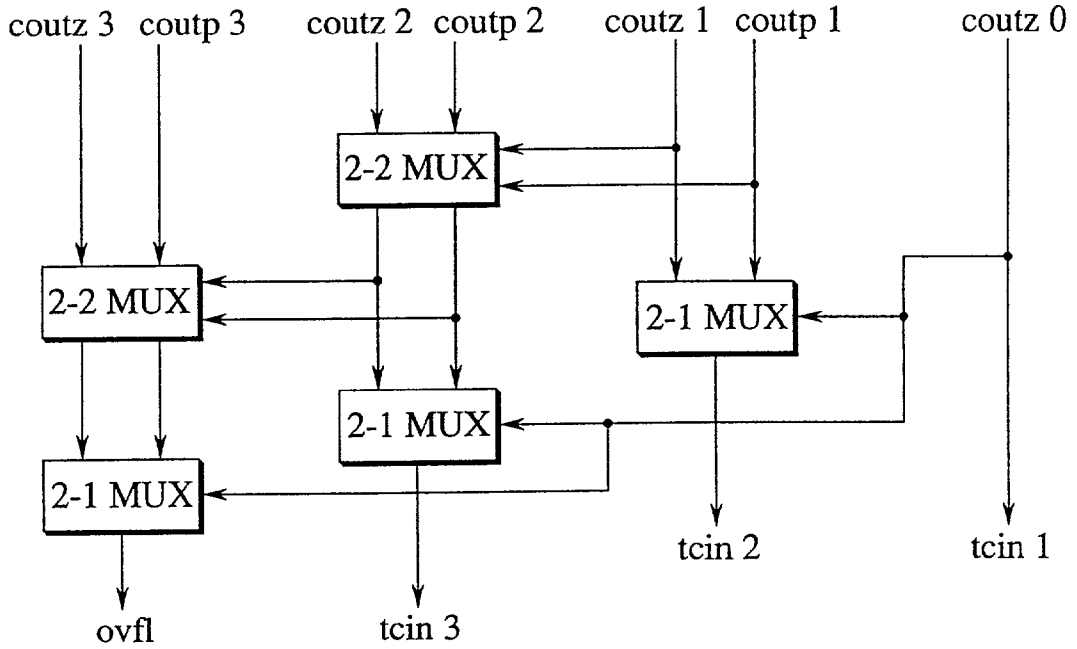 coutz 3 coutp 3 coutz 2 coutp 2 coutz 1 coutp 1 coutz 0
2-2 MUX
2-2 MUX
2-1 MUX
2-1 MUX
2-1 MUX
tcin 2
tcin 1
ovfl
tcin 3